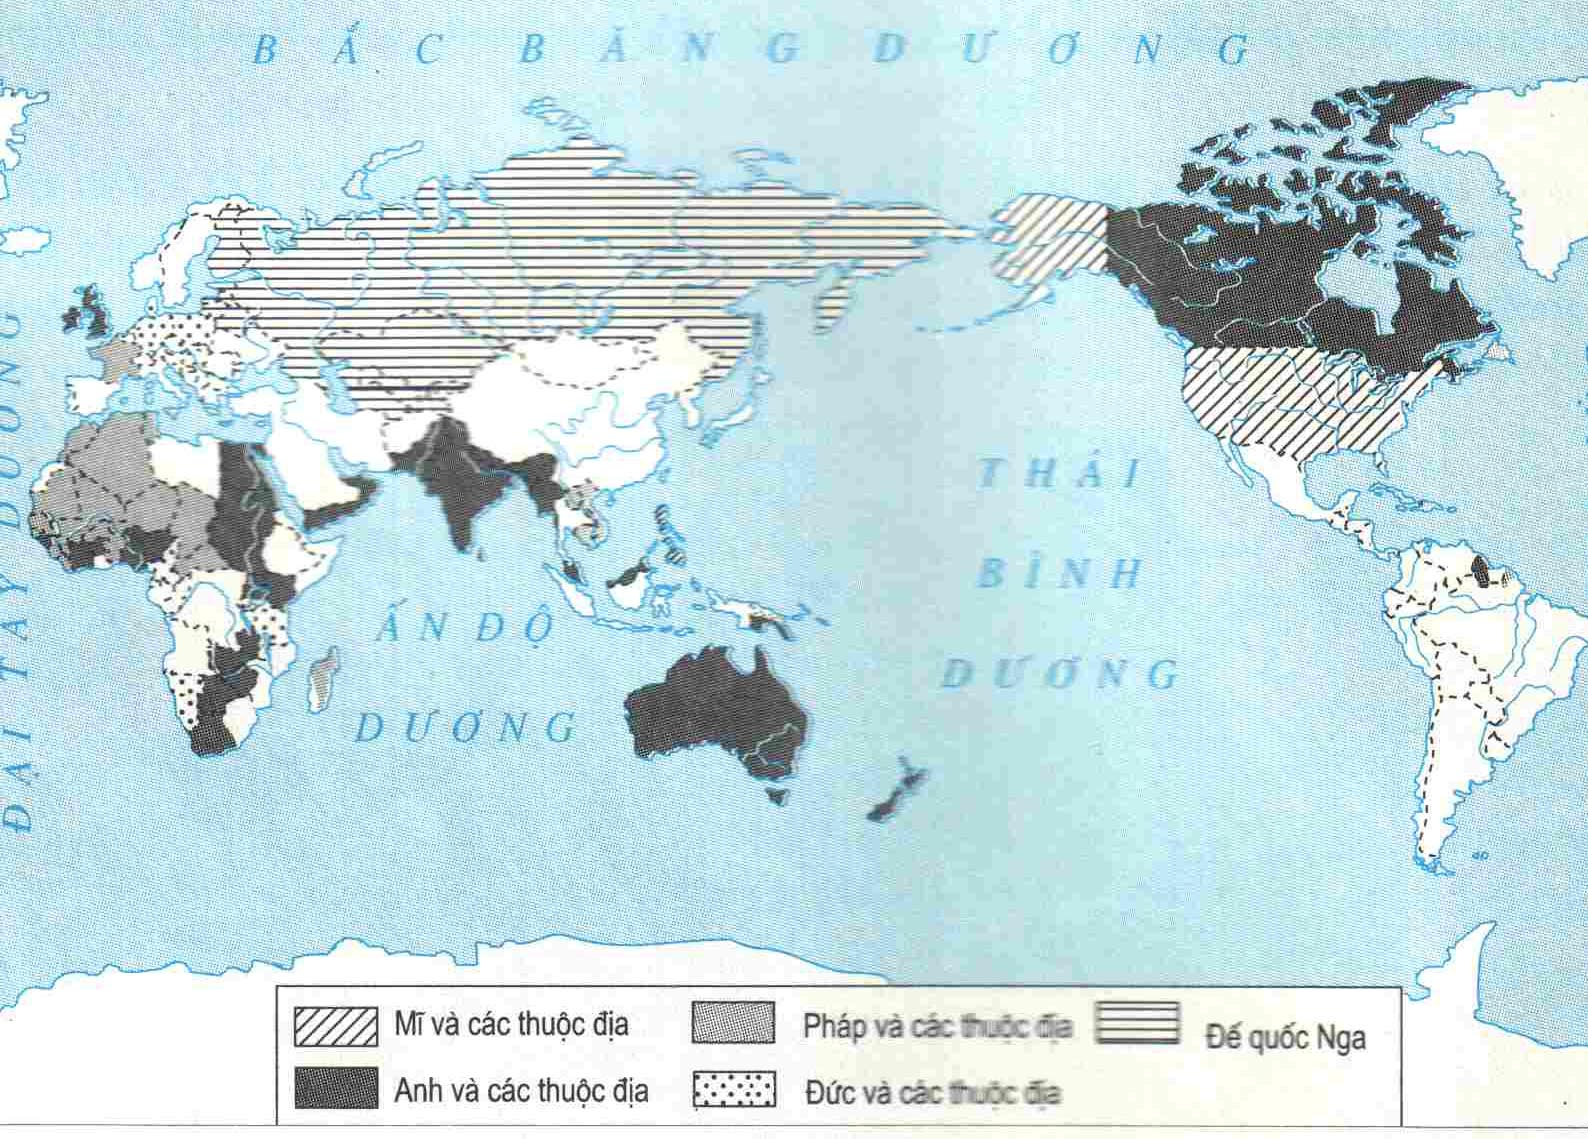 BẮC BĂNG DƯƠNG
ĐẠI TÂY DƯƠNG
THÁI
BÌNH
DƯƠNG
ẤN ĐỘ
DƯƠNG
Mĩ và các thuộc địa
Pháp và các thuộc địa
Đế quốc Nga
Anh và các thuộc địa
Đức và các thuộc địa